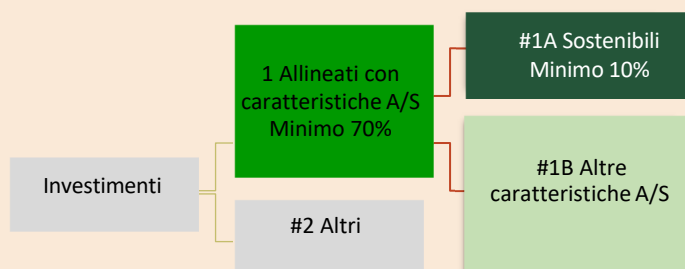 Investimenti
1 Allineati con
caratteristiche A/S
Minimo 70%
#2 Altri
#1A Sostenibili
Minimo 10%
#1B Altre
caratteristiche A/S